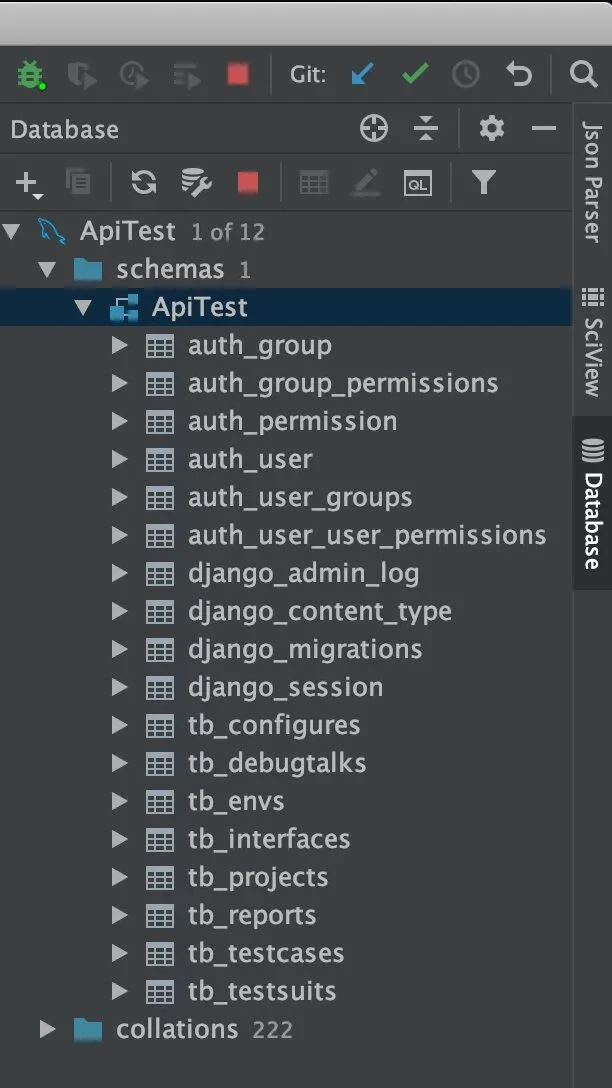 Git:
Database
QL
ApiTest 1 of 12
schemas 1
ApiTest
auth_group
auth_group_permissions
auth_permission
auth_user
auth_user_groups
auth_user_user_permissions
django_admin_log
django_content_type
django_migrations
django_session
tb_configures
tb_debugtalks
tb_envs
tb_interfaces
tb_projects
tb_reports
tb_testcases
tb_testsuits
collations 222
Json Parser
SciView
Database